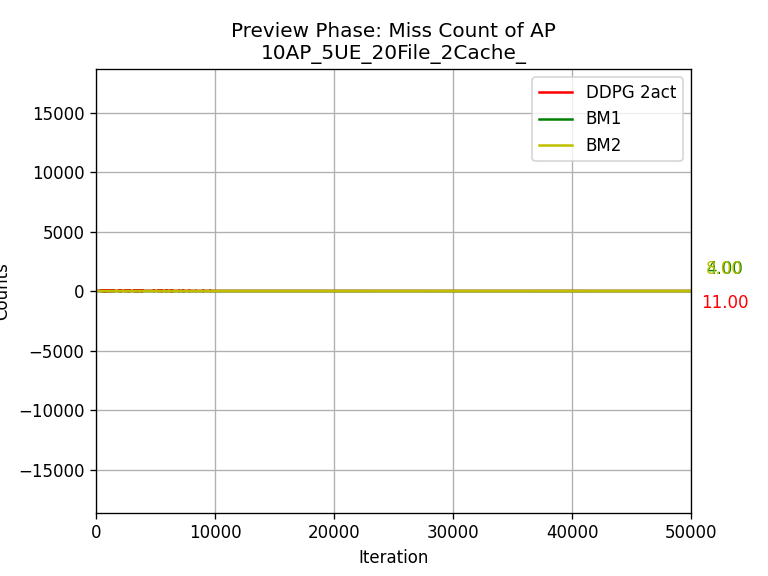 Preview Phase: Miss Count of AP
10AP_5UE_20File_2Cache_
DDPG 2act
BM1
BM2
15000
10000
5000
0
−5000
−10000
−15000
Counts
11.00
0
10000
20000
30000
40000
50000
Iteration